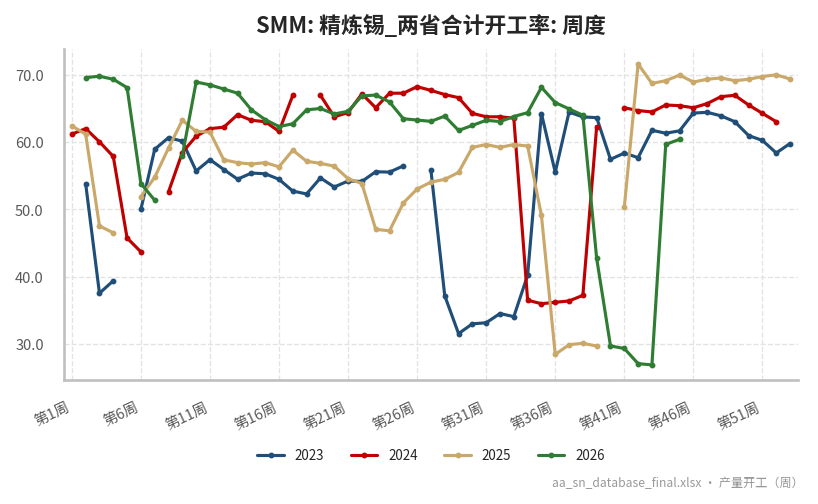 SMM: 精炼锡_两省合计开工率: 周度
70.0
60.0
50.0
40.0
30.0
第1周 第6周 第11周 第16周 第21周 第26周 第31周 第36周 第41周 第46周 第51周
2023 2024 2025 2026
aa_sn_database_final.xlsx • 产量开工（周）